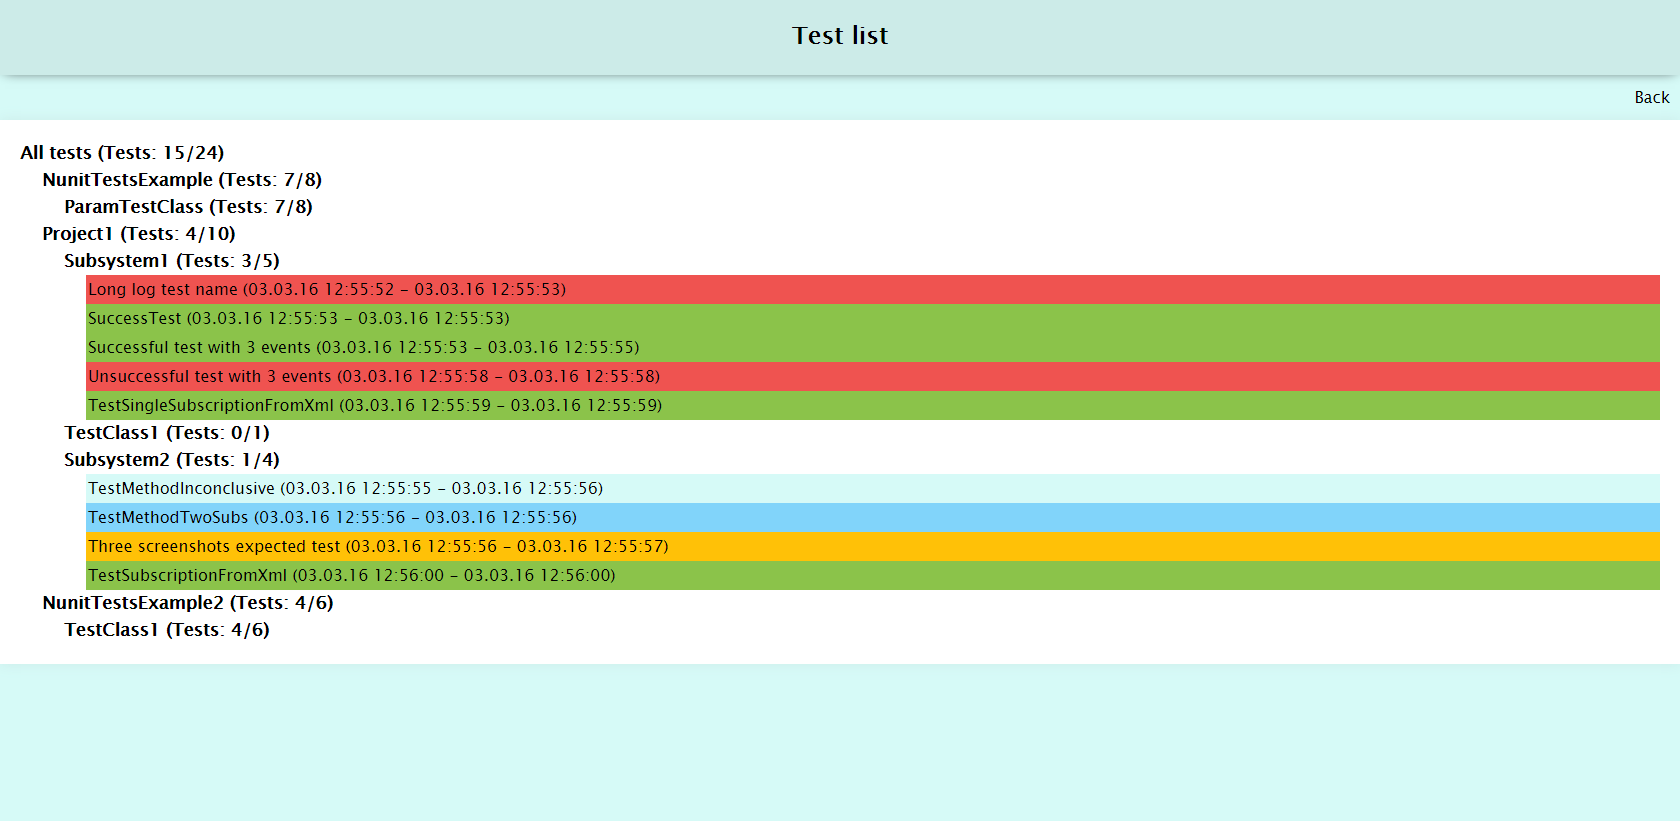 Test list
Back
All tests (Tests: 15/24)
NunitTestsExample (Tests: 7/8)
ParamTestClass (Tests: 7/8)
Project1 (Tests: 4/10)
Subsystem1 (Tests: 3/5)
Long log test name (03.03.16 12:55:52 - 03.03.16 12:55:53)
SuccessTest (03.03.16 12:55:53 - 03.03.16 12:55:53)
Successful test with 3 events (03.03.16 12:55:53 - 03.03.16 12:55:55)
Unsuccessful test with 3 events (03.03.16 12:55:58 - 03.03.16 12:55:58)
TestSingleSubscriptionFromXml (03.03.16 12:55:59 - 03.03.16 12:55:59)
TestClass1 (Tests: 0/1)
Subsystem2 (Tests: 1/4)
TestMethodInconclusive (03.03.16 12:55:55 - 03.03.16 12:55:56)
TestMethodTwoSubs (03.03.16 12:55:56 - 03.03.16 12:55:56)
Three screenshots expected test (03.03.16 12:55:56 - 03.03.16 12:55:57)
TestSubscriptionFromXml (03.03.16 12:56:00 - 03.03.16 12:56:00)
NunitTestsExample2 (Tests: 4/6)
TestClass1 (Tests: 4/6)